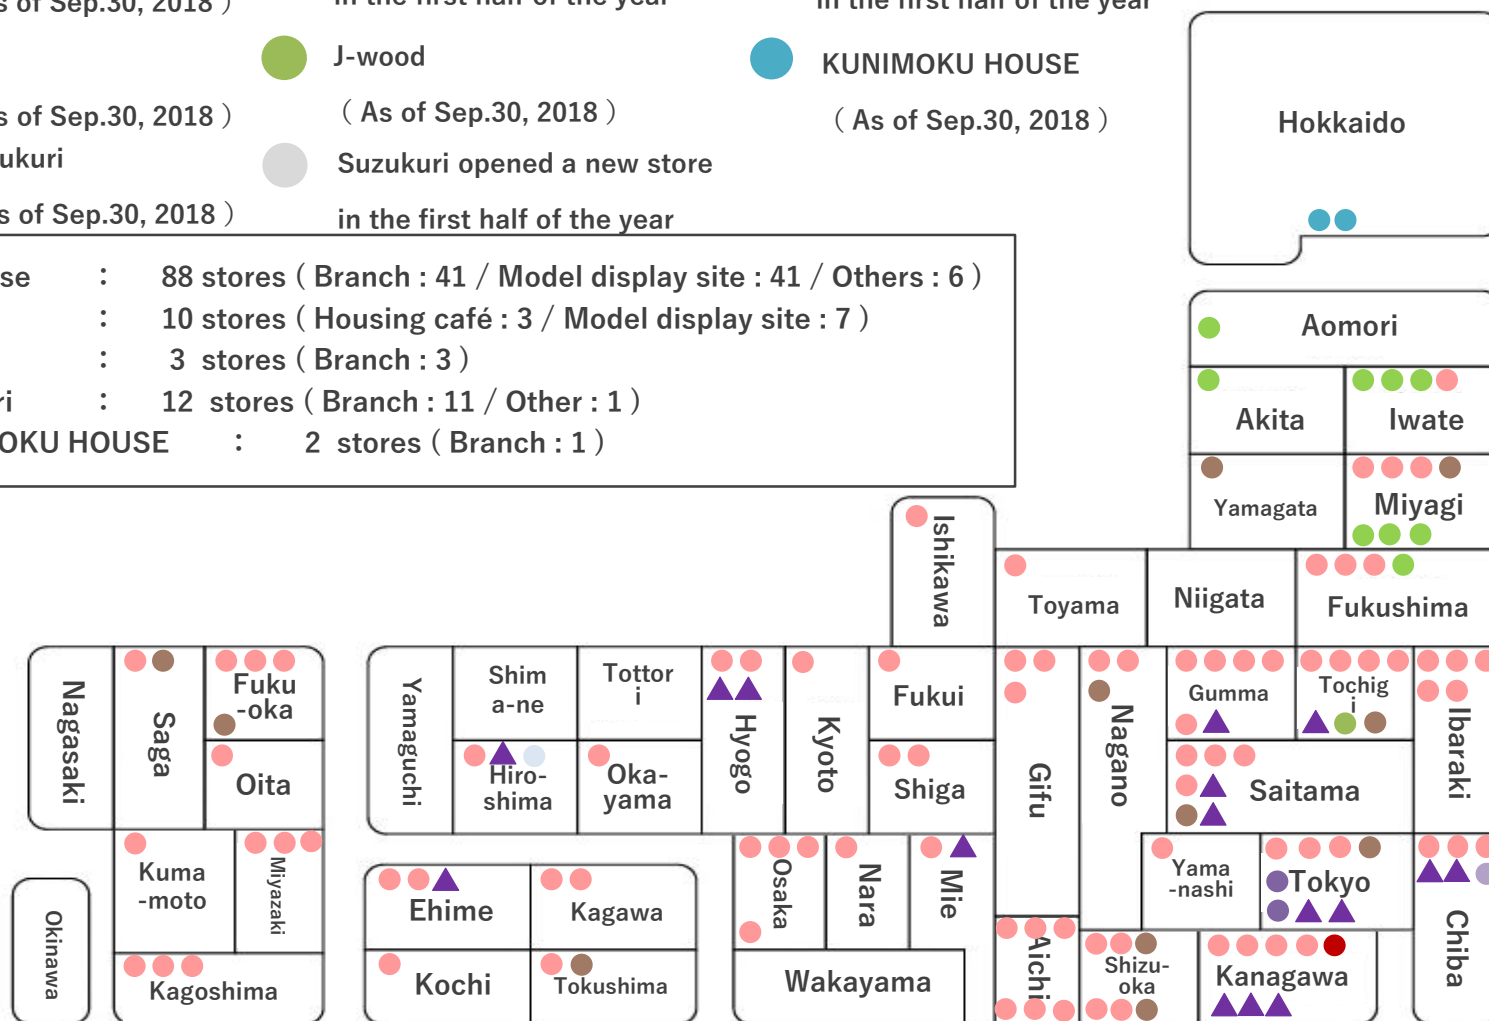 s of Sep.30, 2018 )
in the first half of the year
in the first half of the year
J-wood
KUNIMOKU HOUSE
s of Sep.30, 2018 )
( As of Sep.30, 2018 )
( As of Sep.30, 2018 )
ukuri
Suzukuri opened a new store
s of Sep.30, 2018 )
in the first half of the year
se : 88 stores ( Branch : 41 / Model display site : 41 / Others : 6 )
: 10 stores ( Housing café : 3 / Model display site : 7 )
: 3 stores ( Branch : 3 )
ri : 12 stores ( Branch : 11 / Other : 1 )
OKU HOUSE : 2 stores ( Branch : 1 )
Hokkaido
Aomori
Akita
Iwate
Yamagata
Miyagi
Ishikawa
Toyama
Niigata
Fukushima
Nagasaki
Saga
Fuku
-oka
Oita
Kuma
-moto
Miyazaki
Kagoshima
Okinawa
Yamaguchi
Shim
a-ne
Tottor
i
Hiro-
shima
Oka-
yama
Hyogo
Kyoto
Fukui
Shiga
Gifu
Nagano
Gumma
Tochig
i
Ibaraki
Saitama
Yama
-nashi
Tokyo
Chiba
Ehime
Kagawa
Kochi
Tokushima
Osaka
Nara
Mie
Wakayama
Aichi
Shizu-
oka
Kanagawa